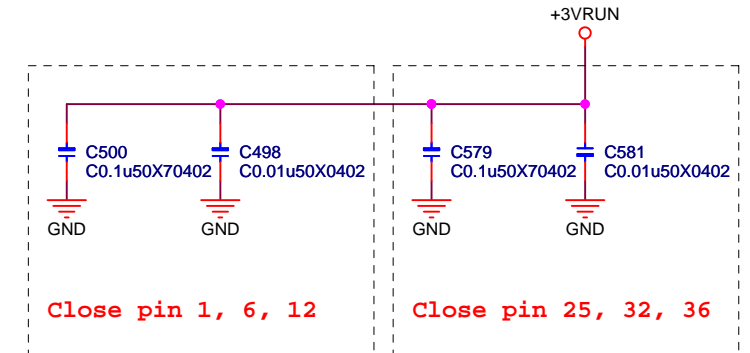 +3VRUN
C500
C0.1u50X70402
C498
C0.01u50X0402
C579
C0.1u50X70402
C581
C0.01u50X0402
GND
GND
GND
GND
Close pin 1, 6, 12
Close pin 25, 32, 36